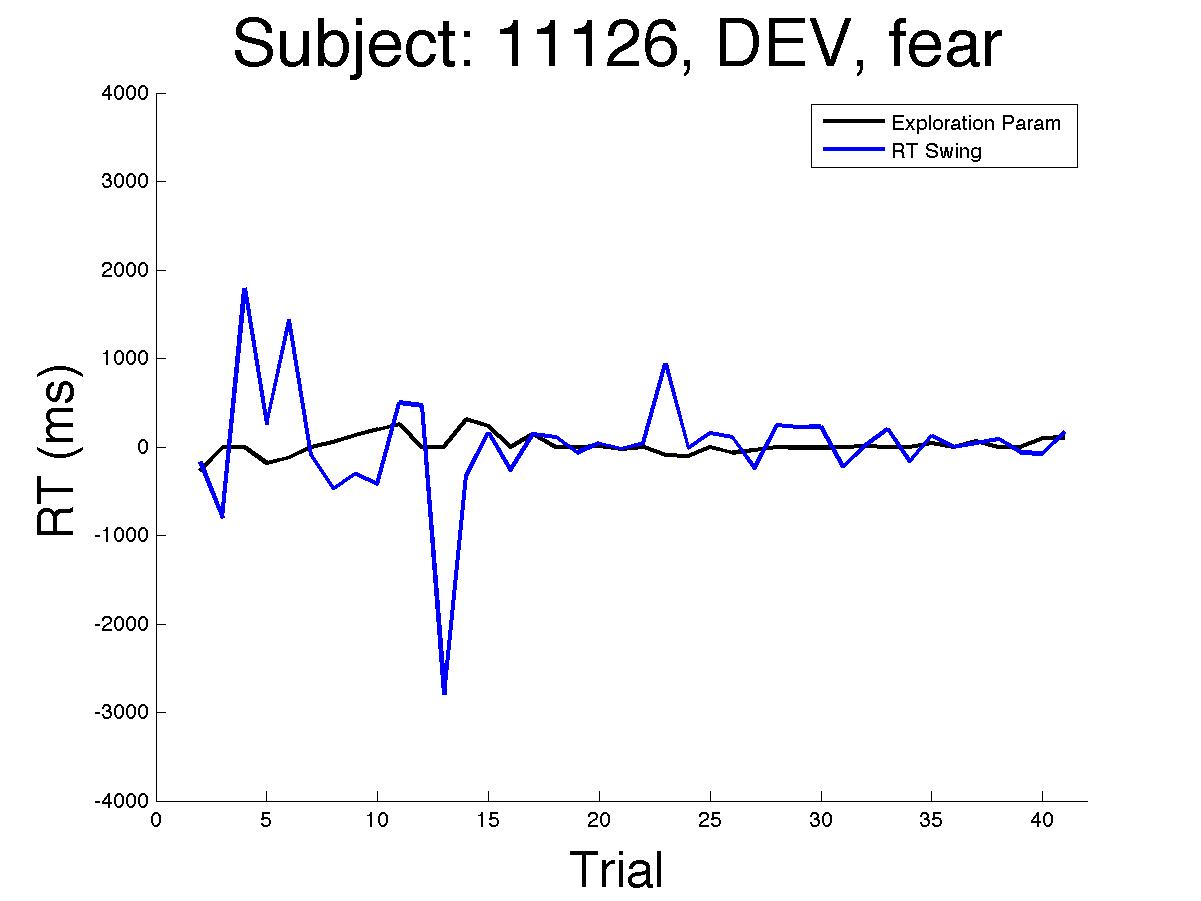 Subject: 11126, DEV, fear
Exploration Param
RT Swing
RT (ms)
4000
3000
2000
1000
0
-1000
-2000
-3000
-4000
0 5 10 15 20 25 30 35 40
Trial